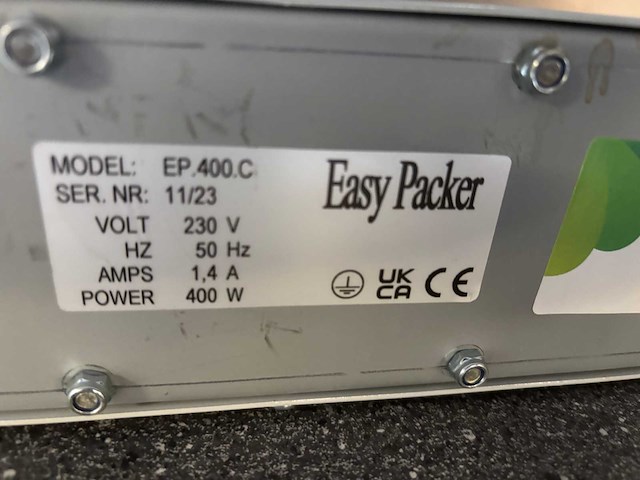 MODEL: EP.400.C
Easy Packer
SER. NR: 11/23
VOLT 230 V
HZ 50 Hz
AMPS 1,4 A
POWER 400 W
UK
CA
CE